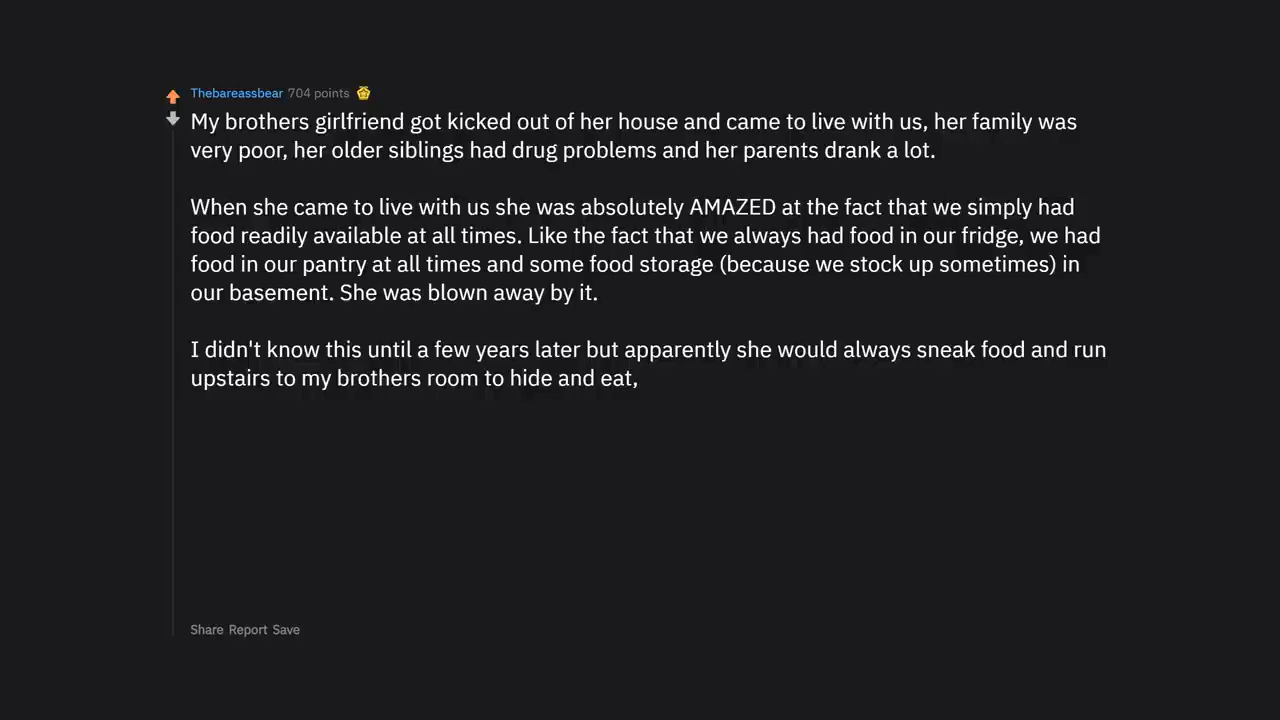 Thebareassbear 704 points
My brothers girlfriend got kicked out of her house and came to live with us, her family was
very poor, her older siblings had drug problems and her parents drank a lot.
When she came to live with us she was absolutely AMAZED at the fact that we simply had
food readily available at all times. Like the fact that we always had food in our fridge, we had
food in our pantry at all times and some food storage (because we stock up sometimes) in
our basement. She was blown away by it.
I didn't know this until a few years later but apparently she would always sneak food and run
upstairs to my brothers room to hide and eat,
Share Report Save